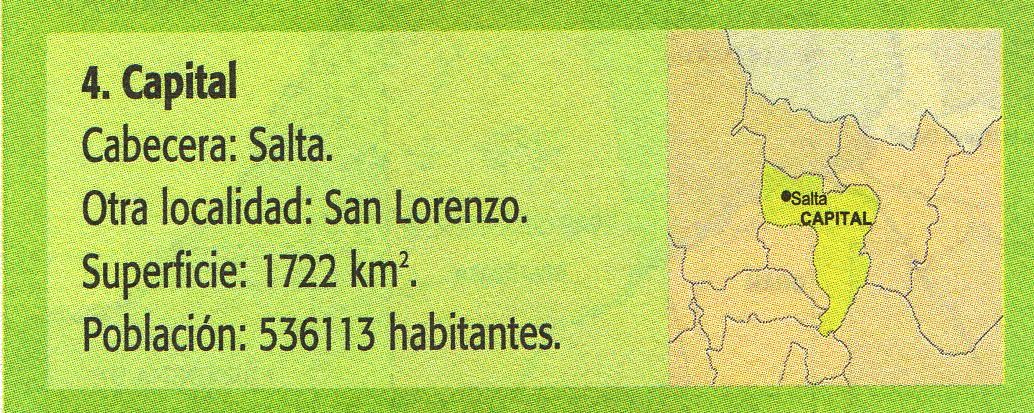 4. Capital
Cabecera: Salta.
Otra localidad: San Lorenzo.
Superficie: 1722 km².
Población: 536113 habitantes.
Salta
CAPITAL